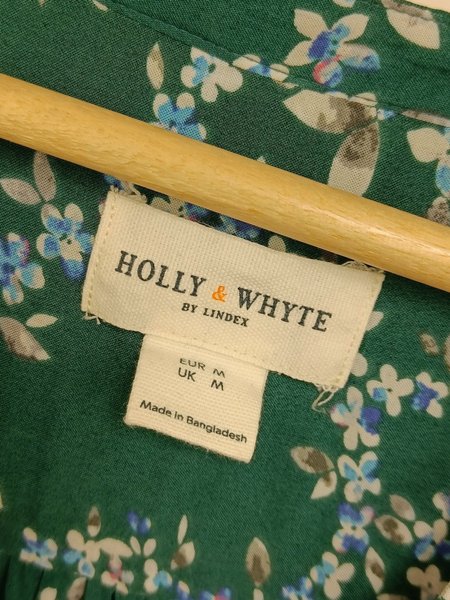 HOLLY & WHYTE
BY LINDEX
EUR M
UK M
Made in Bangladesh